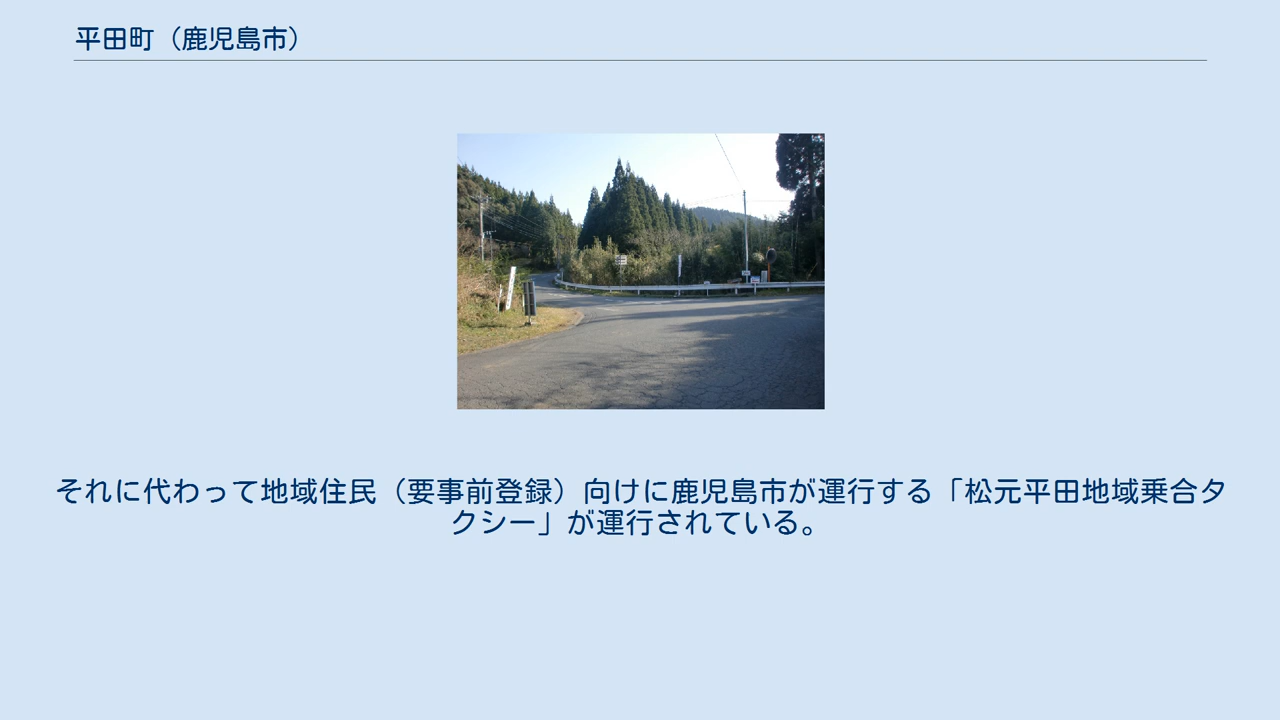 平田町（鹿児島市）
それに代わって地域住民（要事前登録）向けに鹿児島市が運行する「松元平田地域乗合タ
クシー」が運行されている。